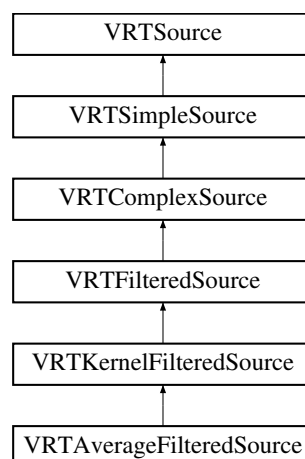 VRTSource
VRTSimpleSource
VRTComplexSource
VRTFilteredSource
VRTKernelFilteredSource
VRTAverageFilteredSource